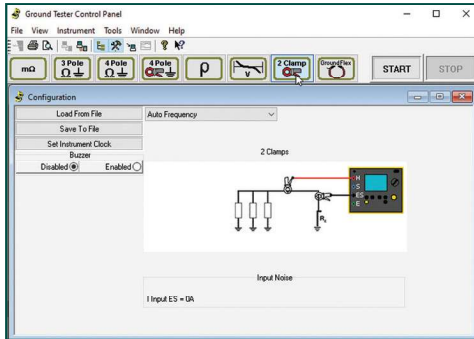 Ground Tester Control Panel
File View Instrument Tools Window Help
mΩ
3 Pole
Ω
4 Pole
Ω
4 Pole
ρ
V
2 Clamp
GroundFlex
START
STOP
Configuration
Load From File
Auto Frequency
Save To File
Set Instrument Clock
Buzzer
Disabled Enabled
2 Clamps
H
S
ES
E
Rx
Input Noise
I Input ES = 0A